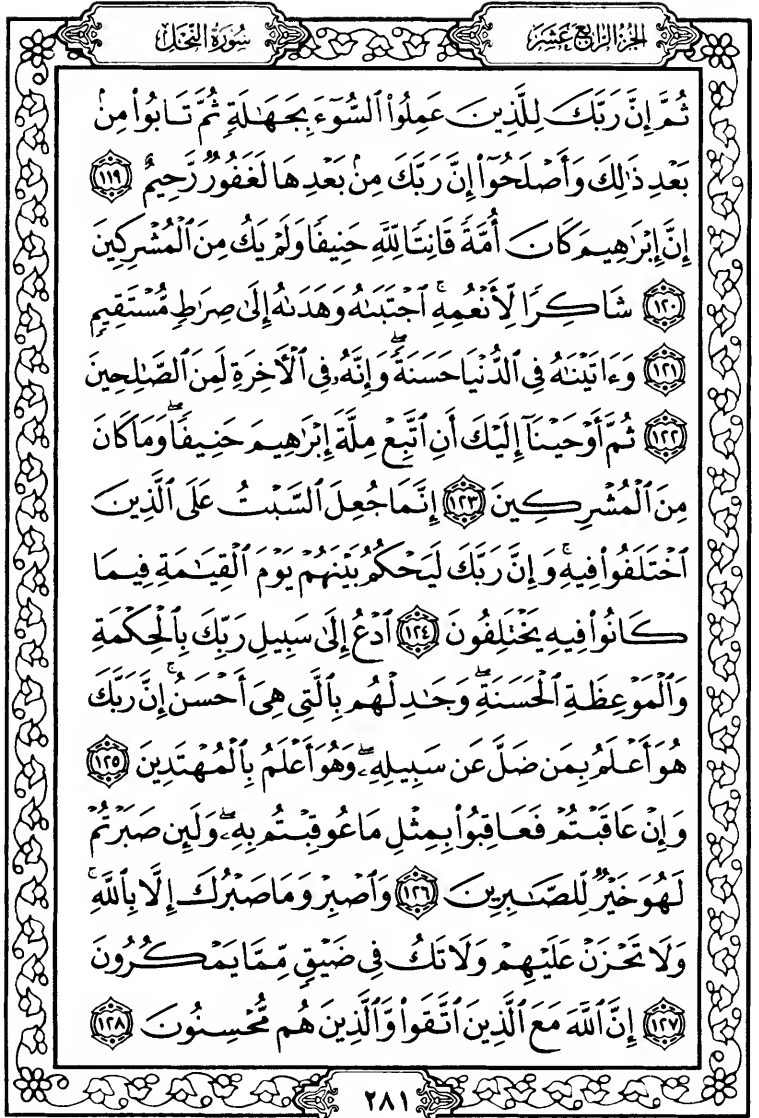 الجزء الرابع عشر
سورة النحل
ثُمَّ إِنَّ رَبَّكَ لِلَّذِينَ عَمِلُوا۟ ٱلسُّوٓءَ بِجَهَـٰلَةٍ ثُمَّ تَابُوا۟ مِنۢ
بَعْدِ ذَٰلِكَ وَأَصْلَحُوٓا۟ إِنَّ رَبَّكَ مِنۢ بَعْدِهَا لَغَفُورٌ رَّحِيمٌ ١١٩
إِنَّ إِبْرَٰهِيمَ كَانَ أُمَّةً قَانِتًا لِّلَّهِ حَنِيفًا وَلَمْ يَكُ مِنَ ٱلْمُشْرِكِينَ
١٢٠ شَاكِرًا لِّأَنْعُمِهِ ۚ ٱجْتَبَىٰهُ وَهَدَىٰهُ إِلَىٰ صِرَٰطٍ مُّسْتَقِيمٍ
١٢١ وَءَاتَيْنَـٰهُ فِى ٱلدُّنْيَا حَسَنَةً ۖ وَإِنَّهُۥ فِى ٱلْأَخِرَةِ لَمِنَ ٱلصَّـٰلِحِينَ
١٢٢ ثُمَّ أَوْحَيْنَآ إِلَيْكَ أَنِ ٱتَّبِعْ مِلَّةَ إِبْرَٰهِيمَ حَنِيفًا ۖ وَمَا كَانَ
مِنَ ٱلْمُشْرِكِينَ ١٢٣ إِنَّمَا جُعِلَ ٱلسَّبْتُ عَلَى ٱلَّذِينَ
ٱخْتَلَفُوا۟ فِيهِ ۚ وَإِنَّ رَبَّكَ لَيَحْكُمُ بَيْنَهُمْ يَوْمَ ٱلْقِيَـٰمَةِ فِيمَا
كَانُوا۟ فِيهِ يَخْتَلِفُونَ ١٢٤ ٱدْعُ إِلَىٰ سَبِيلِ رَبِّكَ بِٱلْحِكْمَةِ
وَٱلْمَوْعِظَةِ ٱلْحَسَنَةِ ۖ وَجَـٰدِلْهُم بِٱلَّتِى هِىَ أَحْسَنُ ۚ إِنَّ رَبَّكَ
هُوَ أَعْلَمُ بِمَن ضَلَّ عَن سَبِيلِهِۦ ۖ وَهُوَ أَعْلَمُ بِٱلْمُهْتَدِينَ ١٢٥
وَإِنْ عَاقَبْتُمْ فَعَاقِبُوا۟ بِمِثْلِ مَا عُوقِبْتُم بِهِۦ ۖ وَلَئِن صَبَرْتُمْ
لَهُوَ خَيْرٌ لِّلصَّـٰبِرِينَ ١٢٦ وَٱصْبِرْ وَمَا صَبْرُكَ إِلَّا بِٱللَّهِ ۚ
وَلَا تَحْزَنْ عَلَيْهِمْ وَلَا تَكُ فِى ضَيْقٍ مِّمَّا يَمْكُرُونَ
١٢٧ إِنَّ ٱللَّهَ مَعَ ٱلَّذِينَ ٱتَّقَوا۟ وَّٱلَّذِينَ هُم مُّحْسِنُونَ ١٢٨
٢٨١